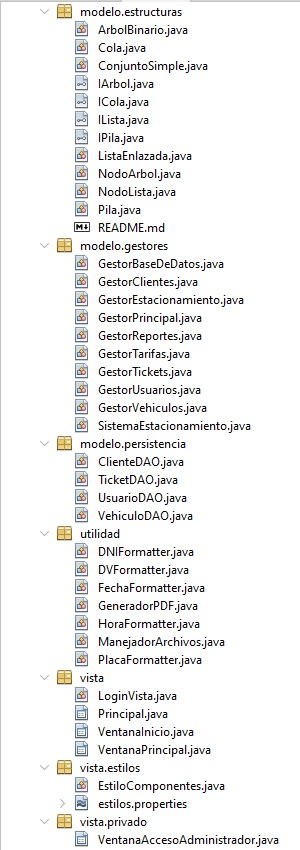 modelo.estructuras
ArbolBinario.java
Cola.java
ConjuntoSimple.java
IArbol.java
ICola.java
ILista.java
IPila.java
ListaEnlazada.java
NodoArbol.java
NodoLista.java
Pila.java
README.md
modelo.gestores
GestorBaseDeDatos.java
GestorClientes.java
GestorEstacionamiento.java
GestorPrincipal.java
GestorReportes.java
GestorTarifas.java
GestorTickets.java
GestorUsuarios.java
GestorVehiculos.java
SistemaEstacionamiento.java
modelo.persistencia
ClienteDAO.java
TicketDAO.java
UsuarioDAO.java
VehiculoDAO.java
utilidad
DNIFormatter.java
DVFormatter.java
FechaFormatter.java
GeneradorPDF.java
HoraFormatter.java
ManejadorArchivos.java
PlacaFormatter.java
vista
LoginVista.java
Principal.java
VentanaInicio.java
VentanaPrincipal.java
vista.estilos
EstiloComponentes.java
estilos.properties
vista.privado
VentanaAccesoAdministrador.java